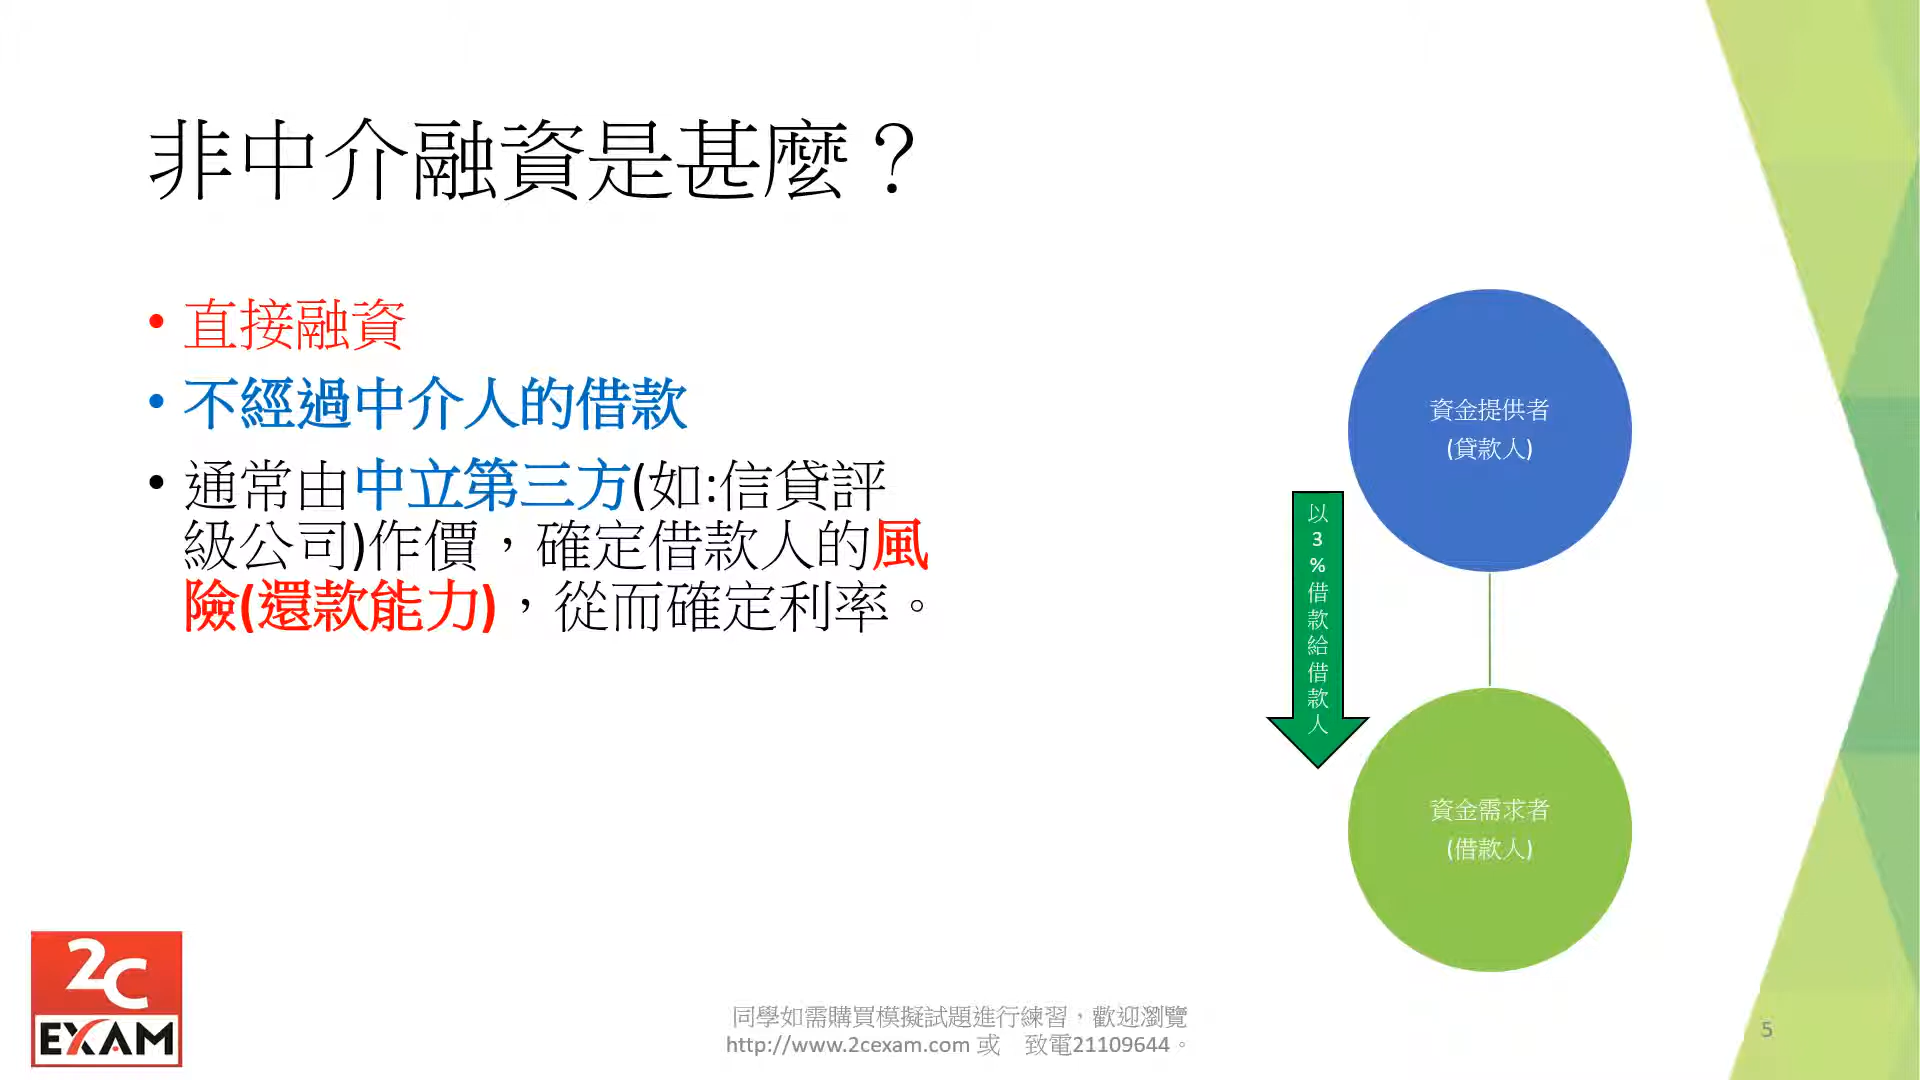 非中介融資是甚麼？
• 直接融資
• 不經過中介人的借款
• 通常由中立第三方(如:信貸評
級公司)作價，確定借款人的風
險(還款能力)，從而確定利率。
資金提供者
(貸款人)
以3%借款給借款人
資金需求者
(借款人)
2C
EXAM
同學如需購買模擬試題進行練習，歡迎瀏覽
http://www.2cexam.com 或　致電21109644。
5